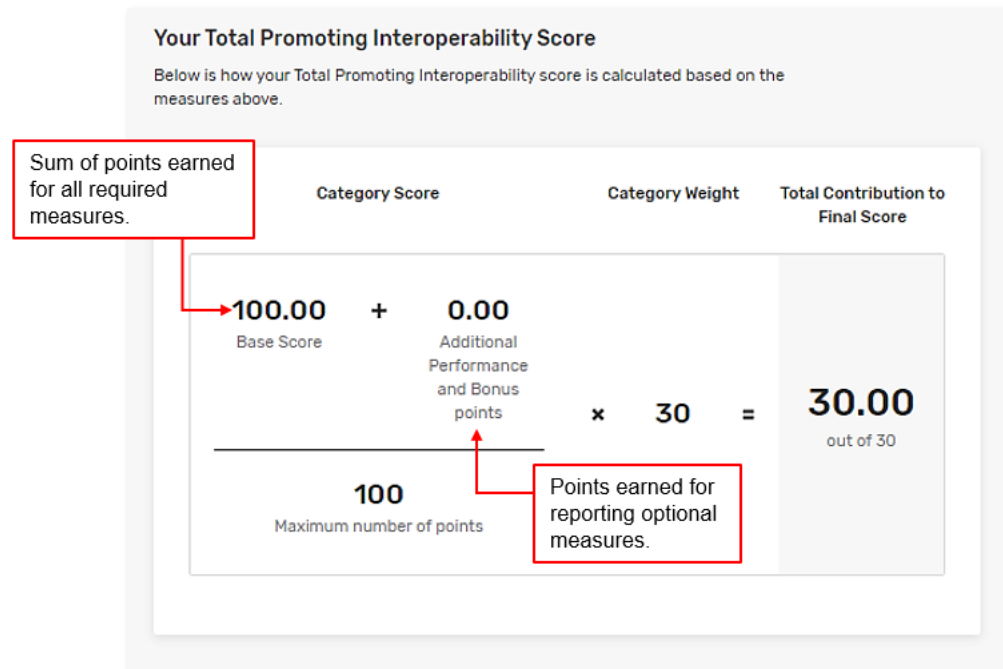 Your Total Promoting Interoperability Score
Below is how your Total Promoting Interoperability score is calculated based on the
measures above.
Sum of points earned
for all required
measures.
Category Score
Category Weight
Total Contribution to
Final Score
100.00
+
0.00
Base Score
Additional
Performance
and Bonus
points
×
30
=
30.00
out of 30
100
Maximum number of points
Points earned for
reporting optional
measures.